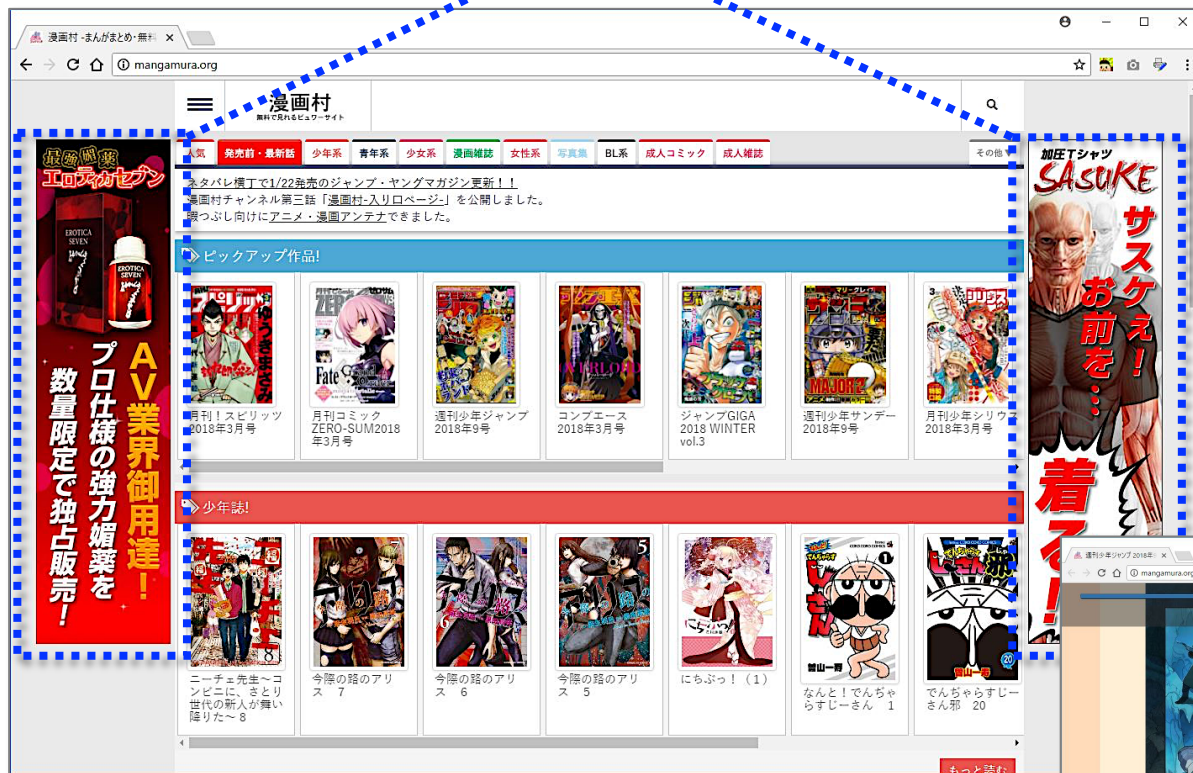 漫画村 -まんがまとめ・無料
mangamura.org
漫画村
無料で見れるビュワーサイト
人気
発売前・最新話
少年系
青年系
少女系
漫画雑誌
女性系
写真集
BL系
成人コミック
成人雑誌
その他
ネタバレ横丁で1/22発売のジャンプ・ヤングマガジン更新！！
漫画村チャンネル第三話「漫画村-入り口ページ-」を公開しました。
暇つぶし向けにアニメ・漫画アンテナできました。
最強媚薬
エロティカセブン
EROTICA
SEVEN
EROTICA
SEVEN
AV業界御用達！
プロ仕様の強力媚薬を
数量限定で独占販売！
ピックアップ作品!
月刊！スピリッツ
2018年3月号
月刊コミック
ZERO-SUM2018
年3月号
週刊少年ジャンプ
2018年9号
コンプエース
2018年3月号
ジャンプGIGA
2018 WINTER
vol.3
週刊少年サンデー
2018年9号
月刊少年シリウス
2018年3月号
少年誌!
ニーチェ先生～コ
ンビニに、さとり
世代の新人が舞い
降りた～ 8
今際の路のアリ
ス　7
今際の路のアリ
ス　6
今際の路のアリ
ス　5
にちぶっ！（1）
なんと！でんぢゃ
らすじーさん　1
でんぢゃらすじー
さん邪　20
もっと読む
加圧Tシャツ
SASUKE
サスケぇ！
お前を…
着る！
週刊少年ジャンプ 2018年
mangamura.org